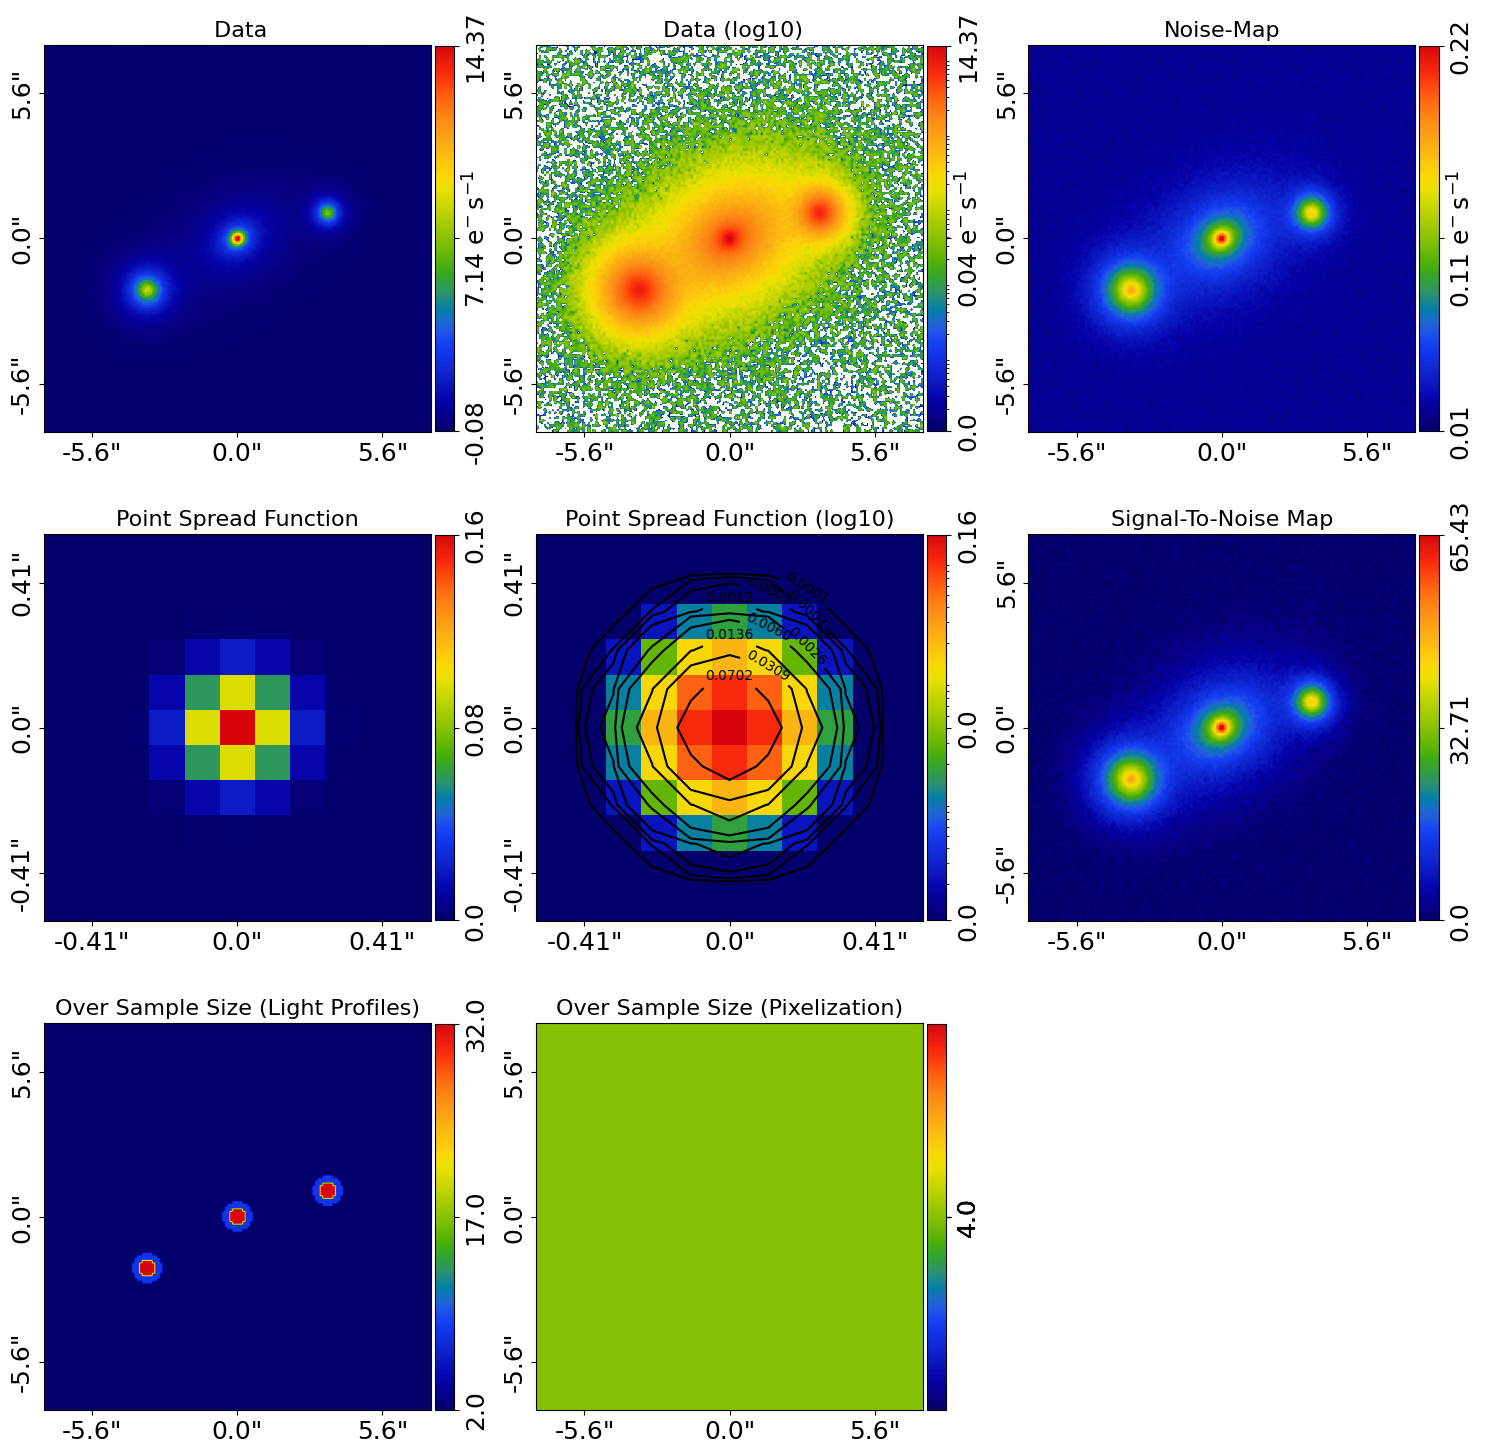 Data
5.6"
0.0"
-5.6"
-5.6" 0.0" 5.6"
14.37
7.14 e⁻ s⁻¹
-0.08
Data (log10)
5.6"
0.0"
-5.6"
-5.6" 0.0" 5.6"
14.37
0.04 e⁻ s⁻¹
0.0
Noise-Map
5.6"
0.0"
-5.6"
-5.6" 0.0" 5.6"
0.22
0.11 e⁻ s⁻¹
0.01
Point Spread Function
0.41"
0.0"
-0.41"
-0.41" 0.0" 0.41"
0.16
0.08
0.0
Point Spread Function (log10)
0.41"
0.0"
-0.41"
-0.41" 0.0" 0.41"
0.0001
0.0002
0.0012
0.0026
0.0060
0.0136
0.0309
0.0702
0.16
0.0
0.0
Signal-To-Noise Map
5.6"
0.0"
-5.6"
-5.6" 0.0" 5.6"
65.43
32.71
0.0
Over Sample Size (Light Profiles)
5.6"
0.0"
-5.6"
-5.6" 0.0" 5.6"
32.0
17.0
2.0
Over Sample Size (Pixelization)
5.6"
0.0"
-5.6"
-5.6" 0.0" 5.6"
4.0